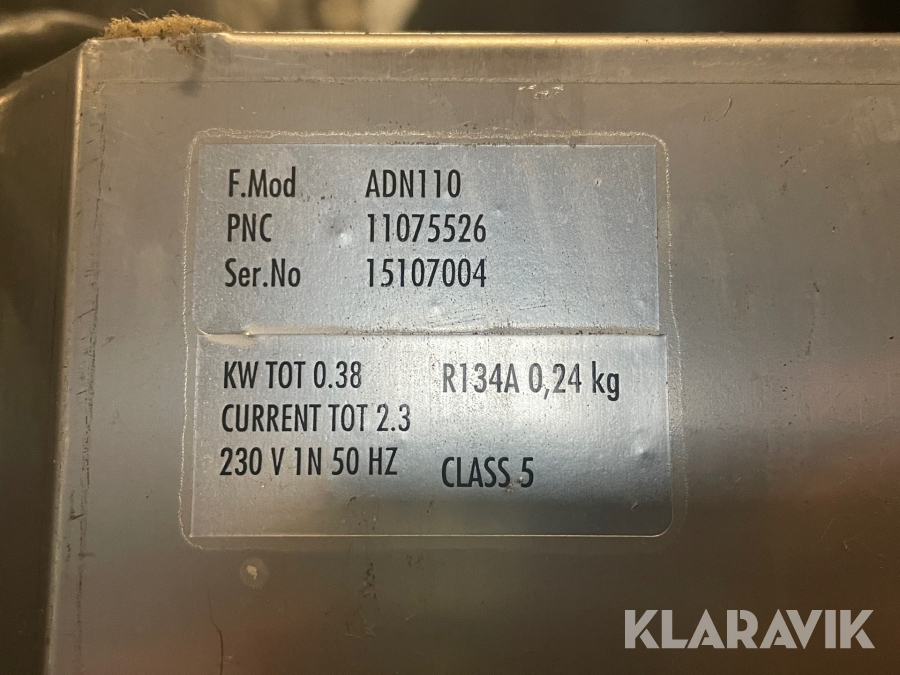 F.Mod ADN110
PNC 11075526
Ser.No 15107004
KW TOT 0.38 R134A 0,24 kg
CURRENT TOT 2.3
230 V 1N 50 HZ CLASS 5
KLARAVIK